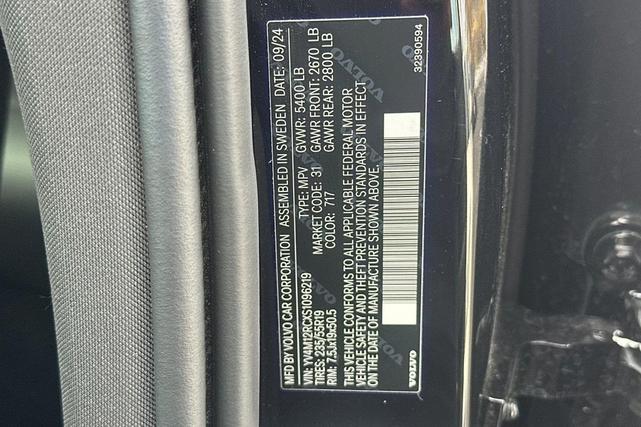 MFD BY VOLVO CAR CORPORATION ASSEMBLED IN SWEDEN DATE: 09/24
VIN: YV4M12RCXS1096219 TYPE: MPV GVWR: 5400 LB
TIRES: 235/55R19 MARKET CODE: 31 GAWR FRONT: 2670 LB
RIM: 7.5Jx19x50.5 COLOR: 717 GAWR REAR: 2800 LB
THIS VEHICLE CONFORMS TO ALL APPLICABLE FEDERAL MOTOR
VEHICLE SAFETY AND THEFT PREVENTION STANDARDS IN EFFECT
ON THE DATE OF MANUFACTURE SHOWN ABOVE.
VOLVO 32390594